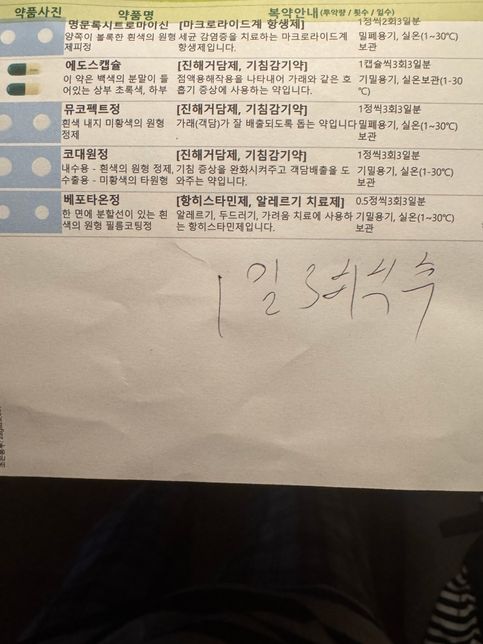 약품사진 약품명 복약안내(투약량 / 횟수 / 일수)
명문록시트로마이신 [마크로라이드계 항생제] 1정씩2회3일분
양쪽이 볼록한 흰색의 원형 세균 감염증을 치료하는 마크로라이드계 밀폐용기, 실온(1~30℃)
제피정 항생제입니다. 보관
에도스캡슐 [진해거담제, 기침감기약] 1캡슐씩3회3일분
이 약은 백색의 분말이 들 점액용해작용을 나타내어 가래와 같은 호 기밀용기, 실온보관(1-30
어있는 상부 초록색, 하부 흡기 증상에 사용하는 약입니다. ℃)
뮤코펙트정 [진해거담제, 기침감기약] 1정씩3회3일분
흰색 내지 미황색의 원형 가래(객담)가 잘 배출되도록 돕는 약입니다 밀폐용기, 실온(1~30℃)
정제 . 보관
코대원정 [진해거담제, 기침감기약] 1정씩3회3일분
내수용 - 흰색의 원형 정제, 기침 증상을 완화시켜주고 객담배출을 도 기밀용기, 실온(1-30℃)
수출용 - 미황색의 타원형 와주는 약입니다. 보관
베포타온정 [항히스타민제, 알레르기 치료제] 0.5정씩3회3일분
한 면에 분할선이 있는 흰 알레르기, 두드러기, 가려움 치료에 사용하 기밀용기, 실온(1~30℃)
색의 원형 필름코팅정 는 항히스타민제입니다. 보관
1일 3회 식후